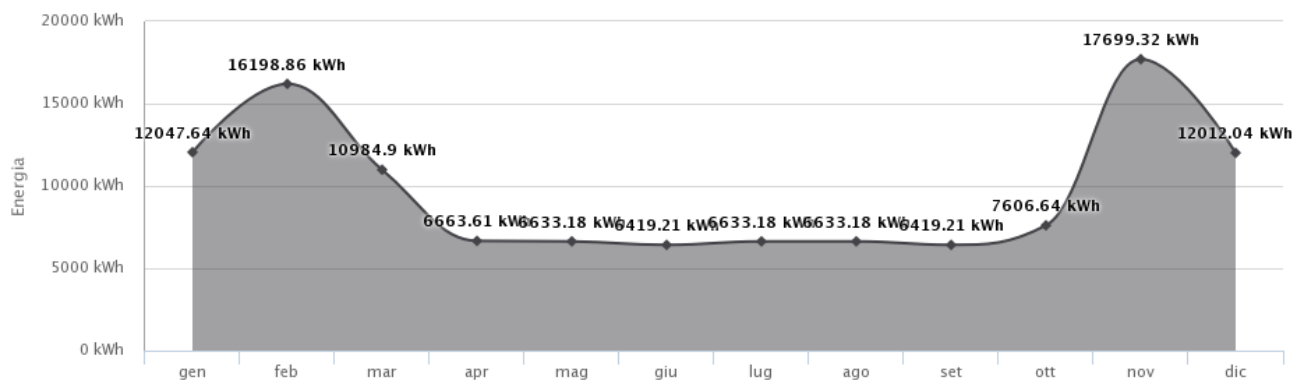 20000 kWh
15000 kWh
10000 kWh
5000 kWh
0 kWh
Energia
12047.64 kWh
16198.86 kWh
10984.9 kWh
6663.61 kWh
6633.18 kWh
6419.21 kWh
6633.18 kWh
6633.18 kWh
6419.21 kWh
7606.64 kWh
17699.32 kWh
12012.04 kWh
gen feb mar apr mag giu lug ago set ott nov dic